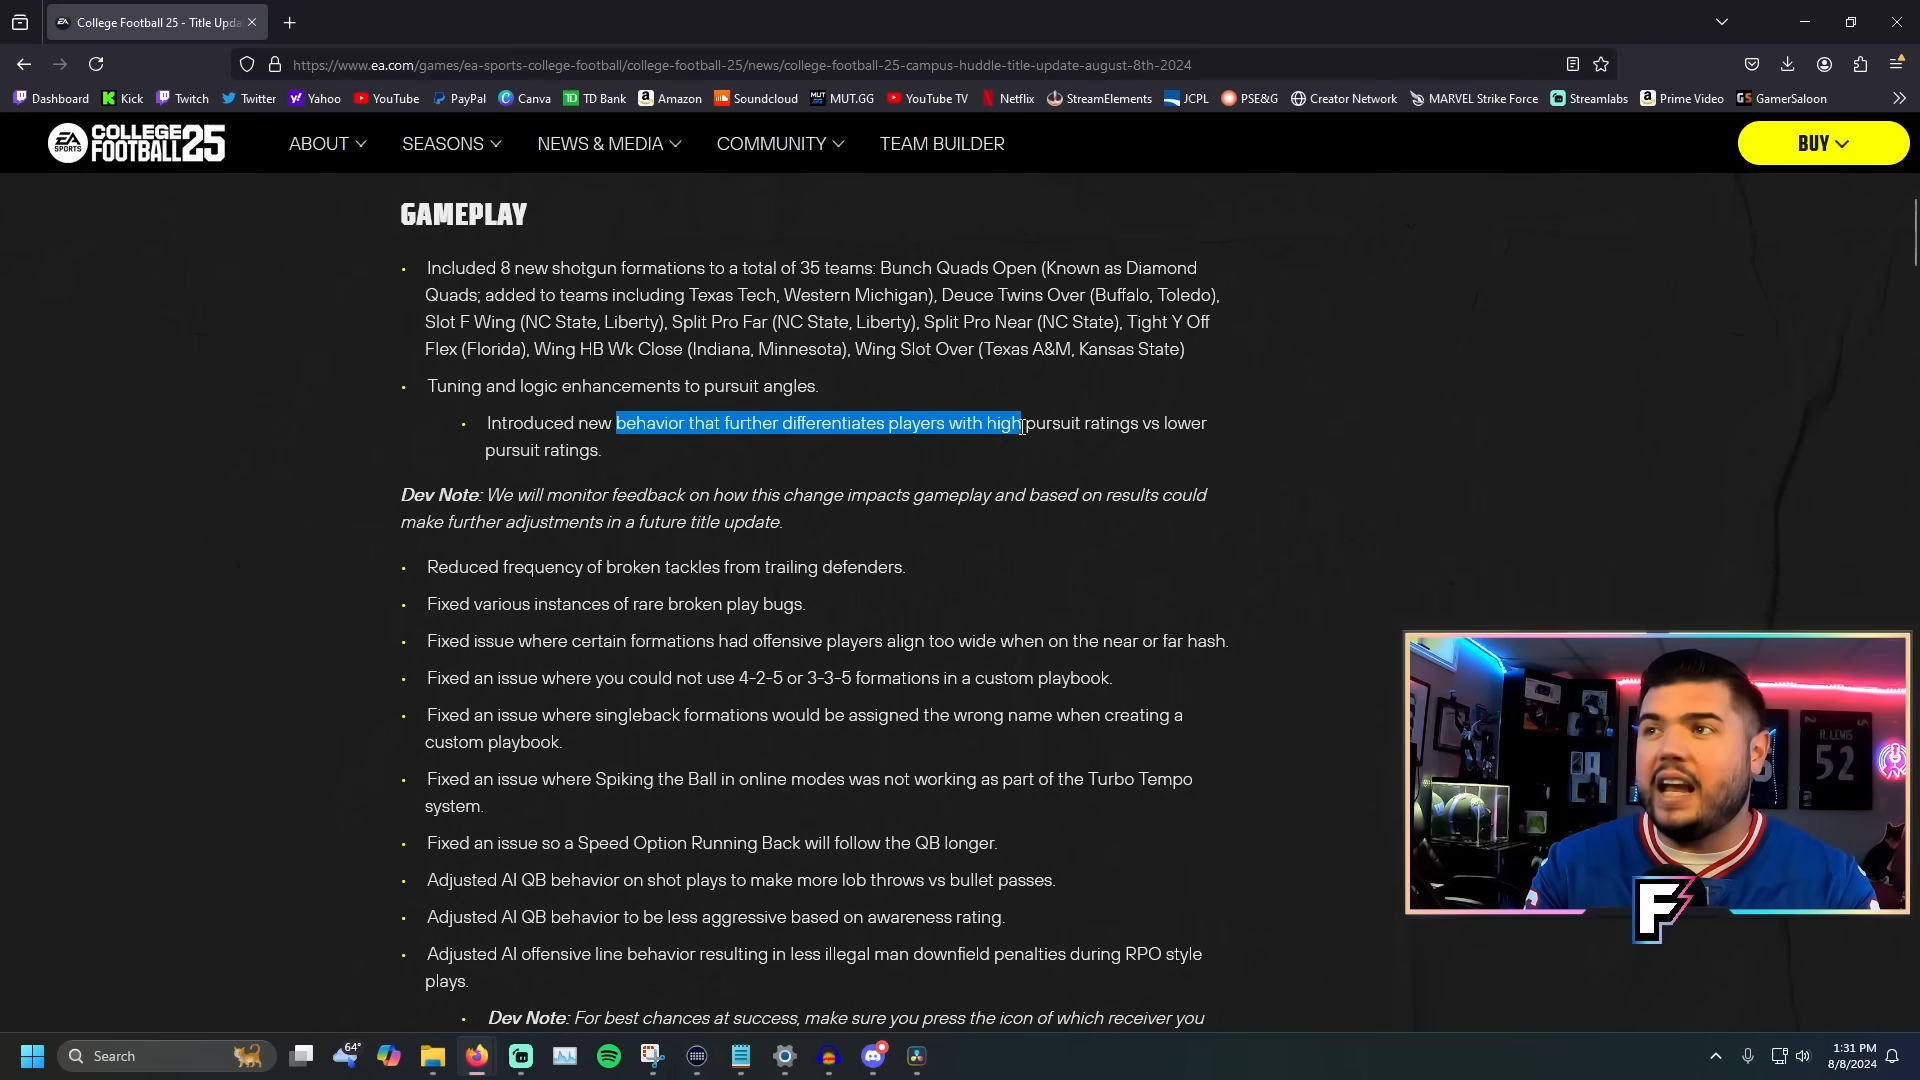 College Football 25 - Title Upda
https://www.ea.com/games/ea-sports-college-football/college-football-25/news/college-football-25-campus-huddle-title-update-august-8th-2024
Dashboard Kick Twitch Twitter Yahoo YouTube PayPal Canva TD Bank Amazon Soundcloud MUT.GG YouTube TV Netflix StreamElements JCPL PSE&G Creator Network MARVEL Strike Force Streamlabs Prime Video GamerSaloon
EA SPORTS COLLEGE FOOTBALL 25 ABOUT SEASONS NEWS & MEDIA COMMUNITY TEAM BUILDER BUY
GAMEPLAY
• Included 8 new shotgun formations to a total of 35 teams: Bunch Quads Open (Known as Diamond
Quads; added to teams including Texas Tech, Western Michigan), Deuce Twins Over (Buffalo, Toledo),
Slot F Wing (NC State, Liberty), Split Pro Far (NC State, Liberty), Split Pro Near (NC State), Tight Y Off
Flex (Florida), Wing HB Wk Close (Indiana, Minnesota), Wing Slot Over (Texas A&M, Kansas State)
• Tuning and logic enhancements to pursuit angles.
• Introduced new behavior that further differentiates players with high pursuit ratings vs lower
pursuit ratings.
Dev Note: We will monitor feedback on how this change impacts gameplay and based on results could
make further adjustments in a future title update.
• Reduced frequency of broken tackles from trailing defenders.
• Fixed various instances of rare broken play bugs.
• Fixed issue where certain formations had offensive players align too wide when on the near or far hash.
• Fixed an issue where you could not use 4-2-5 or 3-3-5 formations in a custom playbook.
• Fixed an issue where singleback formations would be assigned the wrong name when creating a
custom playbook.
• Fixed an issue where Spiking the Ball in online modes was not working as part of the Turbo Tempo
system.
• Fixed an issue so a Speed Option Running Back will follow the QB longer.
• Adjusted AI QB behavior on shot plays to make more lob throws vs bullet passes.
• Adjusted AI QB behavior to be less aggressive based on awareness rating.
• Adjusted AI offensive line behavior resulting in less illegal man downfield penalties during RPO style
plays.
• Dev Note: For best chances at success, make sure you press the icon of which receiver you
R. LEWIS
52
F
Search
64°
1:31 PM
8/8/2024